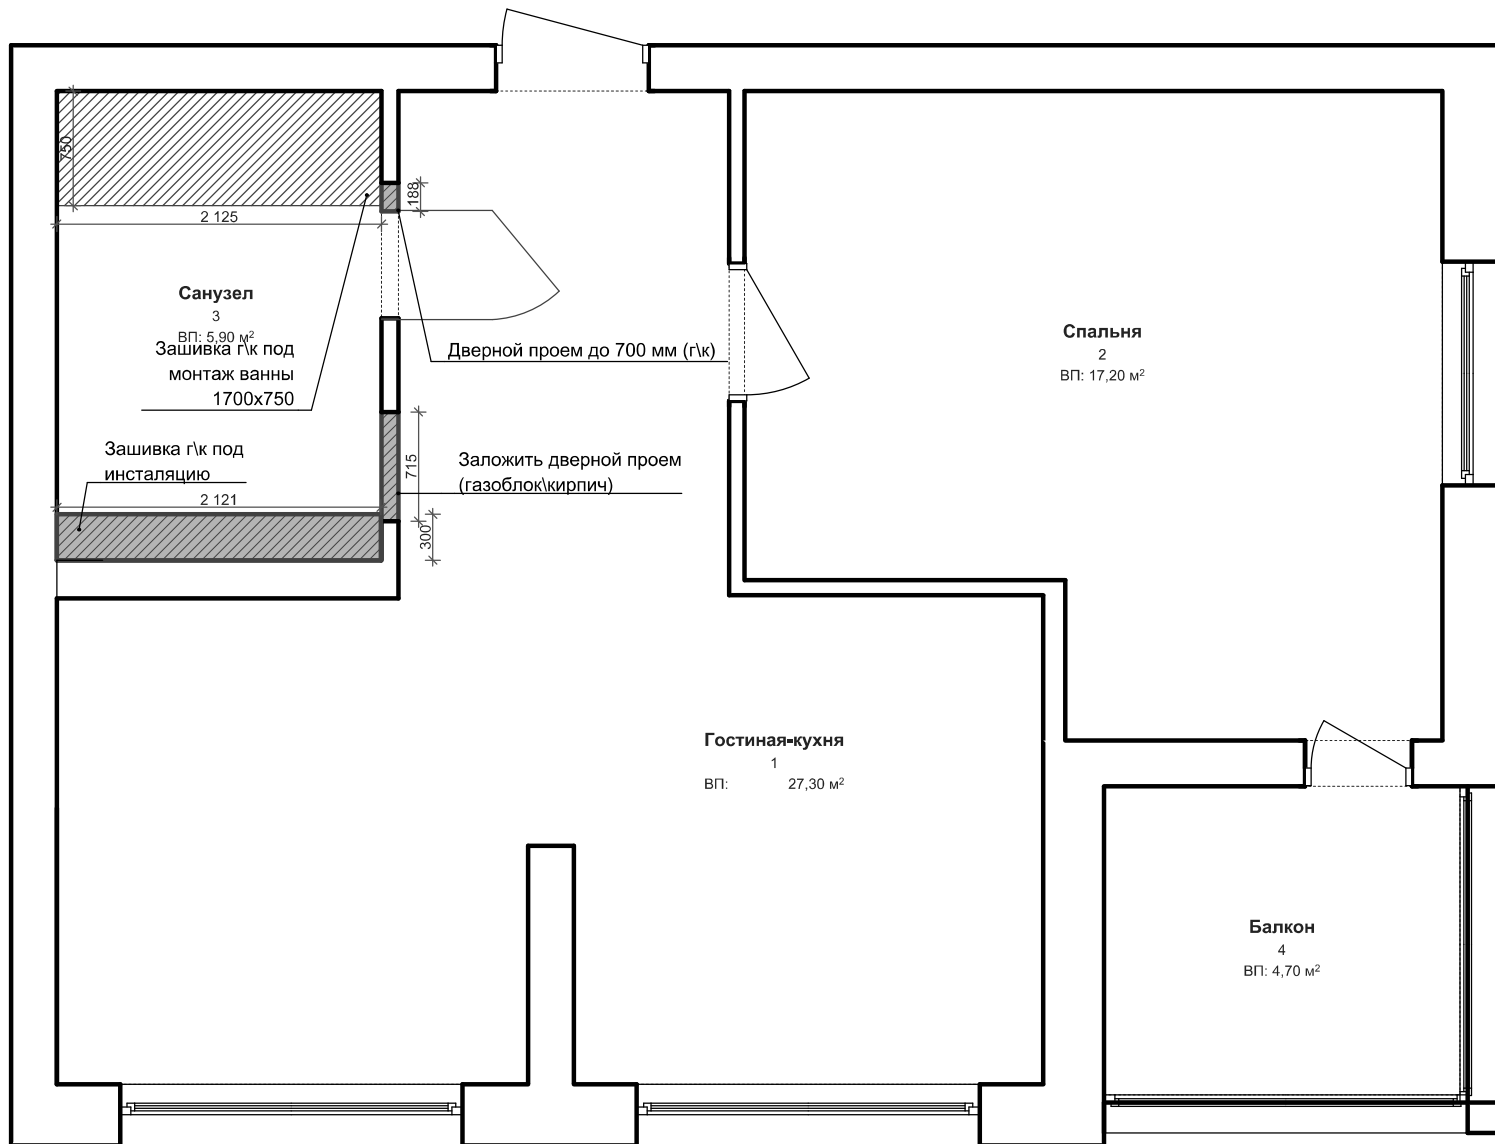 750
188
2 125
Санузел
3
ВП: 5,90 м²
Зашивка г\к под
монтаж ванны
1700х750
Дверной проем до 700 мм (г\к)
Спальня
2
ВП: 17,20 м²
Зашивка г\к под
инсталяцию
2 121
715
Заложить дверной проем
(газоблок\кирпич)
300
Гостиная-кухня
1
ВП: 27,30 м²
Балкон
4
ВП: 4,70 м²